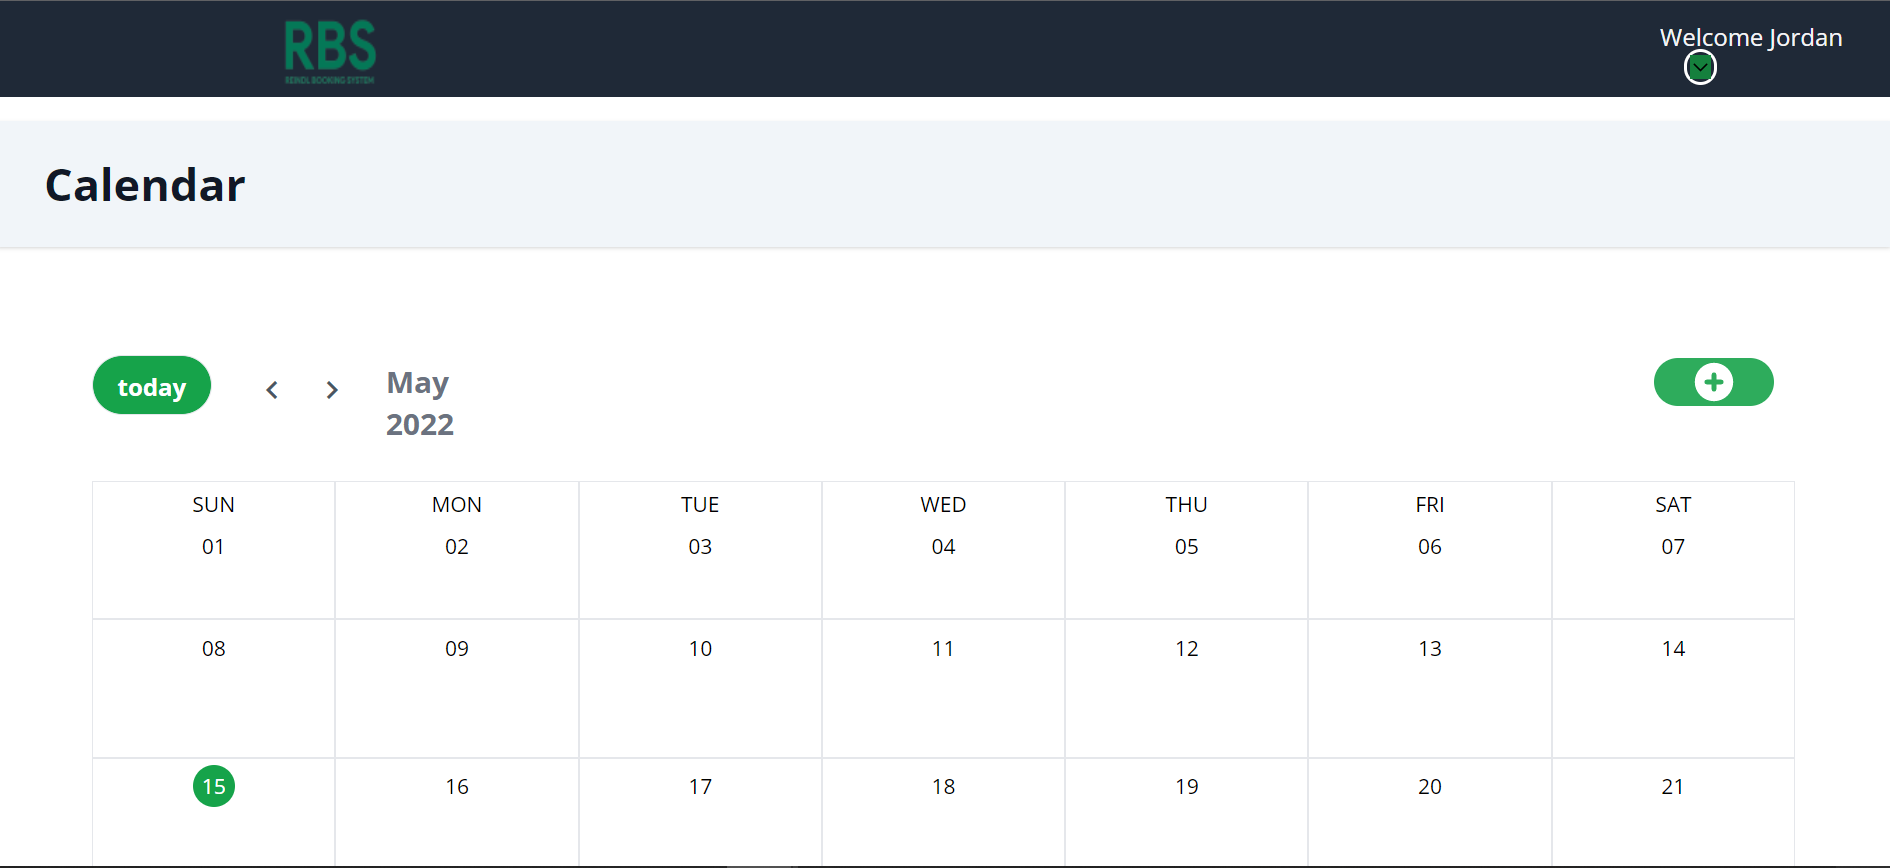 RBS
REINDL BOOKING SYSTEM
Welcome Jordan
Calendar
today
May
2022
SUN MON TUE WED THU FRI SAT
01 02 03 04 05 06 07
08 09 10 11 12 13 14
15 16 17 18 19 20 21